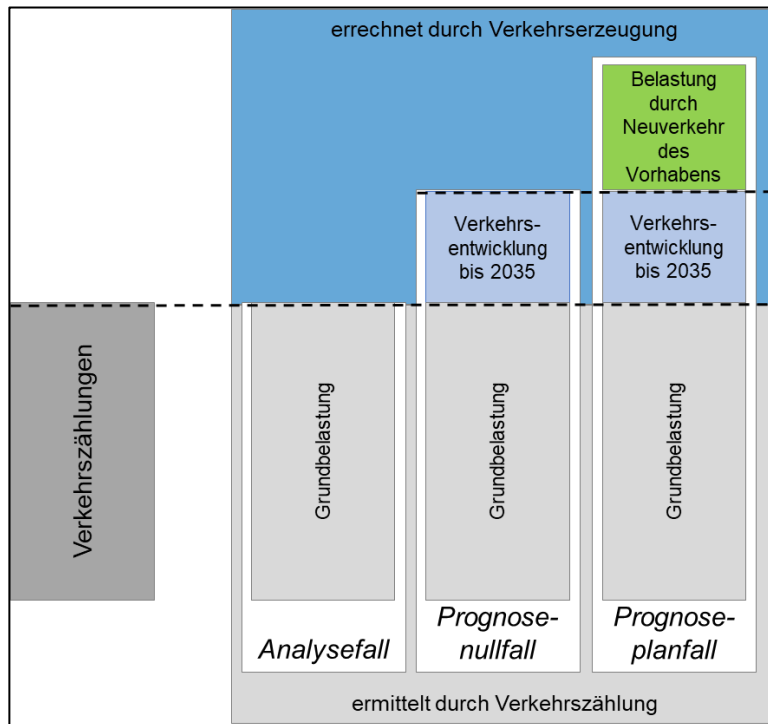 errechnet durch Verkehrserzeugung
Belastung
durch
Neuverkehr
des
Vorhabens
Verkehrs-
entwicklung
bis 2035
Verkehrs-
entwicklung
bis 2035
Verkehrszählungen
Grundbelastung
Grundbelastung
Grundbelastung
Analysefall
Prognose-
nullfall
Prognose-
planfall
ermittelt durch Verkehrszählung